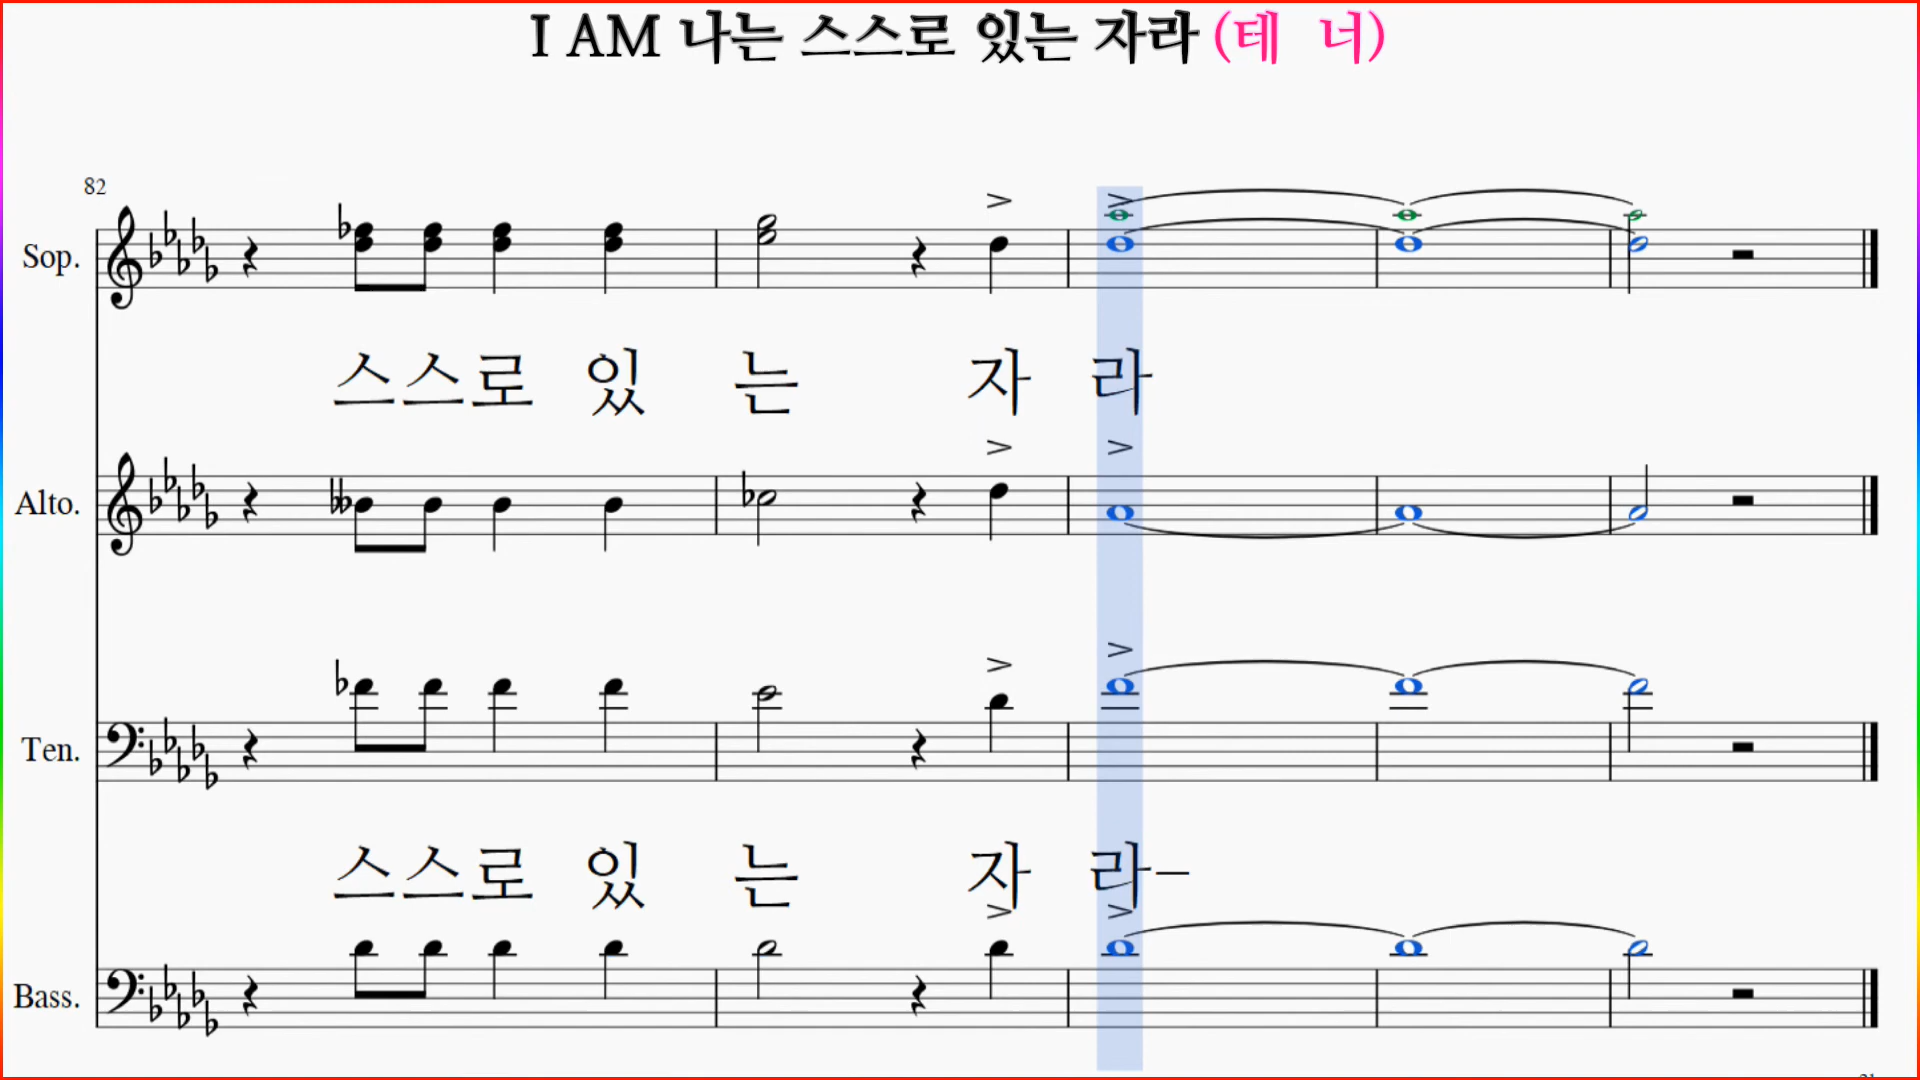 I AM 나는 스스로 있는 자라 (테 너)
82
Sop.
스스로 있 는 자 라
Alto.
Ten.
스스로 있 는 자 라–
Bass.